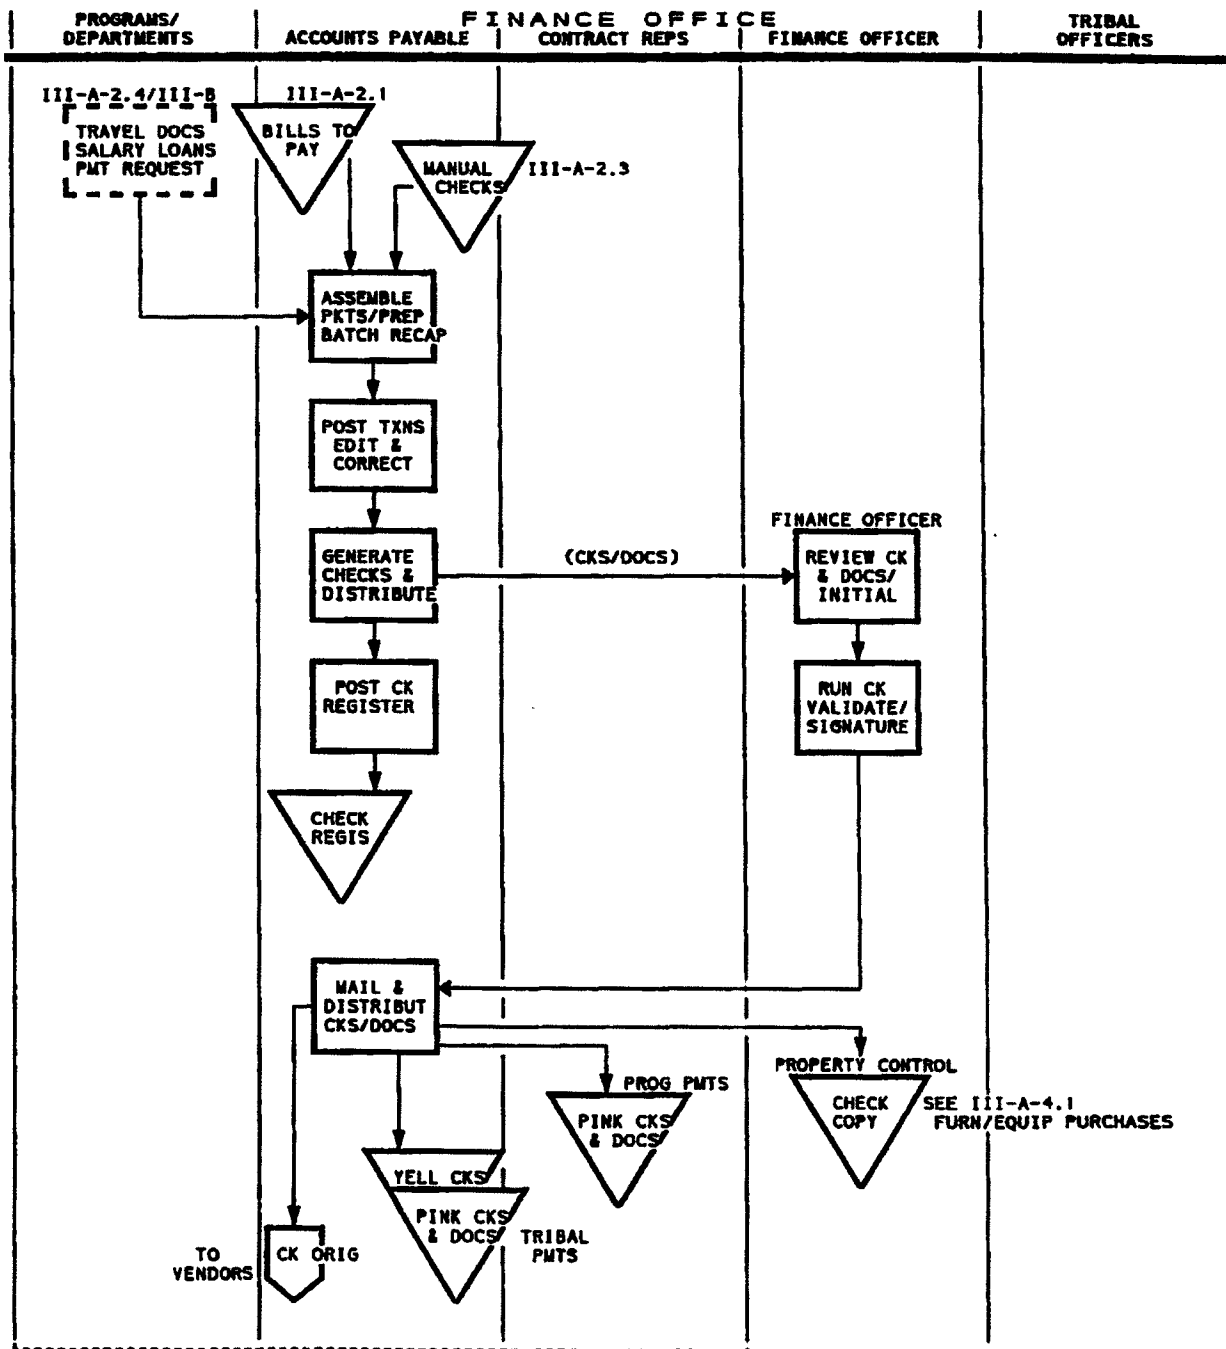 FINANCE OFFICE
PROGRAMS/
DEPARTMENTS
ACCOUNTS PAYABLE
CONTRACT REPS
FINANCE OFFICER
TRIBAL
OFFICERS
III-A-2.4/III-B
TRAVEL DOCS
SALARY LOANS
PMT REQUEST
III-A-2.1
BILLS TO
PAY
MANUAL
CHECKS
III-A-2.3
ASSEMBLE
PKTS/PREP
BATCH RECAP
POST TXNS
EDIT &
CORRECT
GENERATE
CHECKS &
DISTRIBUTE
(CKS/DOCS)
FINANCE OFFICER
REVIEW CK
& DOCS/
INITIAL
POST CK
REGISTER
RUN CK
VALIDATE/
SIGNATURE
CHECK
REGIS
MAIL &
DISTRIBUT
CKS/DOCS
PROPERTY CONTROL
CHECK
COPY
SEE III-A-4.1
FURN/EQUIP PURCHASES
PROG PMTS
PINK CKS
& DOCS
YELL CKS
PINK CKS
& DOCS
TRIBAL
PMTS
TO
VENDORS
CK ORIG